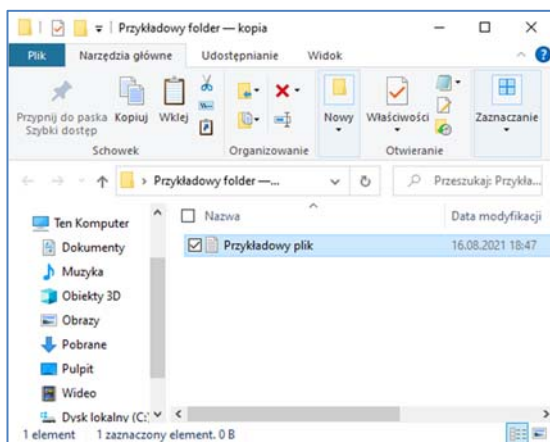 Przykładowy folder — kopia
Plik Narzędzia główne Udostępnianie Widok
Przypnij do paska Szybki dostęp Kopiuj Wklej Nowy Właściwości Zaznaczanie
Schowek Organizowanie Otwieranie
Przykładowy folder —... Przeszukaj: Przykła...
Ten Komputer
Dokumenty
Muzyka
Obiekty 3D
Obrazy
Pobrane
Pulpit
Wideo
Dysk lokalny (C:
Nazwa Data modyfikacji
Przykładowy plik 16.08.2021 18:47
1 element 1 zaznaczony element. 0 B